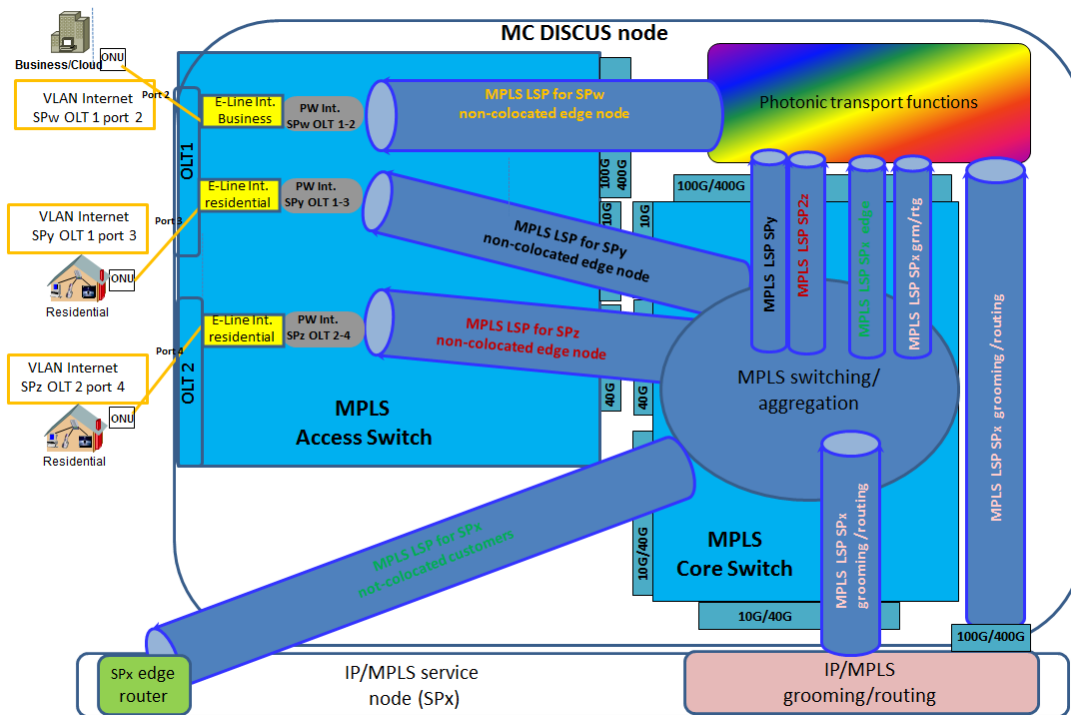 MC DISCUS node
ONU
Business/Cloud
VLAN Internet
SPw OLT 1 port 2
Port 2
OLT1
E-Line Int.
Business
PW Int.
SPw OLT 1-2
MPLS LSP for SPw
non-colocated edge node
Photonic transport functions
100G
400G
100G/400G
E-Line Int.
residential
PW Int.
SPy OLT 1-3
VLAN Internet
SPy OLT 1 port 3
Port 3
10G
10G
MPLS LSP for SPy
non-colocated edge node
MPLS LSP SPy
MPLS LSP SP2z
MPLS LSP SPx edge
MPLS LSP SPx grm/rtg
MPLS LSP SPx grooming /routing
ONU
Residential
OLT 2
E-Line Int.
residential
PW Int.
SPz OLT 2-4
MPLS LSP for SPz
non-colocated edge node
Port 4
VLAN Internet
SPz OLT 2 port 4
ONU
Residential
40G
40G
MPLS switching/
aggregation
MPLS
Access Switch
MPLS LSP for SPx
not-colocated customers
10G/40G
MPLS
Core Switch
MPLS LSP SPx
grooming /routing
10G/40G
100G/400G
SPx edge
router
IP/MPLS service
node (SPx)
IP/MPLS
grooming/routing